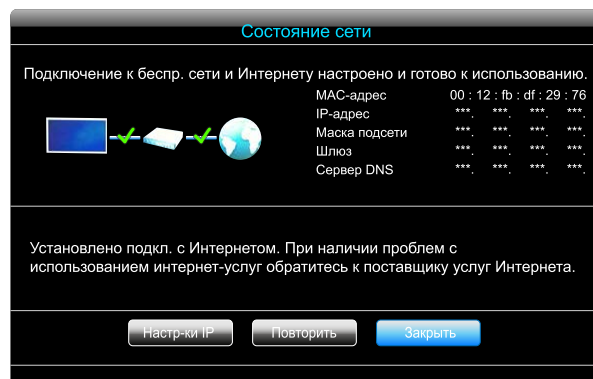 Состояние сети
Подключение к беспр. сети и Интернету настроено и готово к использованию.
MAC-адрес 00 : 12 : fb : df : 29 : 76
IP-адрес ***. ***. ***. ***.
Маска подсети ***. ***. ***. ***.
Шлюз ***. ***. ***. ***.
Сервер DNS ***. ***. ***. ***.
Установлено подкл. с Интернетом. При наличии проблем с
использованием интернет-услуг обратитесь к поставщику услуг Интернета.
Настр-ки IP Повторить Закрыть